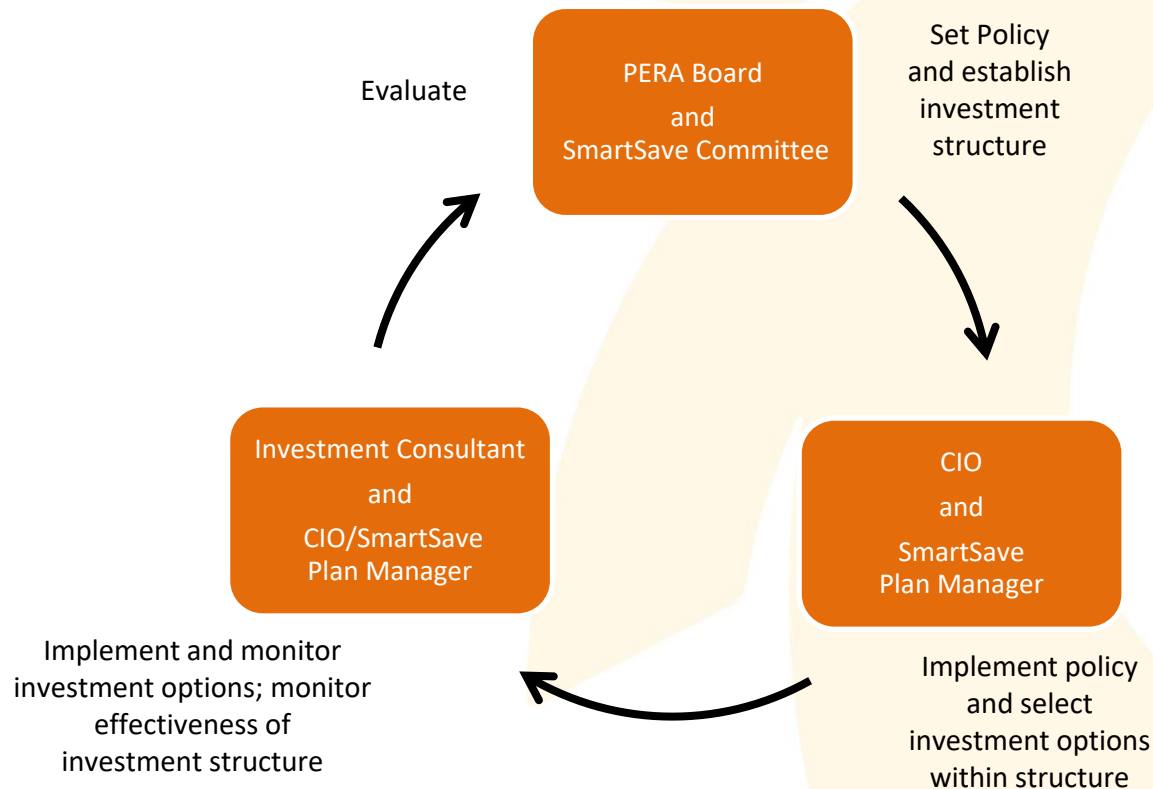 Evaluate
PERA Board
and
SmartSave Committee
Set Policy
and establish
investment
structure
Investment Consultant
and
CIO/SmartSave
Plan Manager
CIO
and
SmartSave
Plan Manager
Implement and monitor
investment options; monitor
effectiveness of
investment structure
Implement policy
and select
investment options
within structure